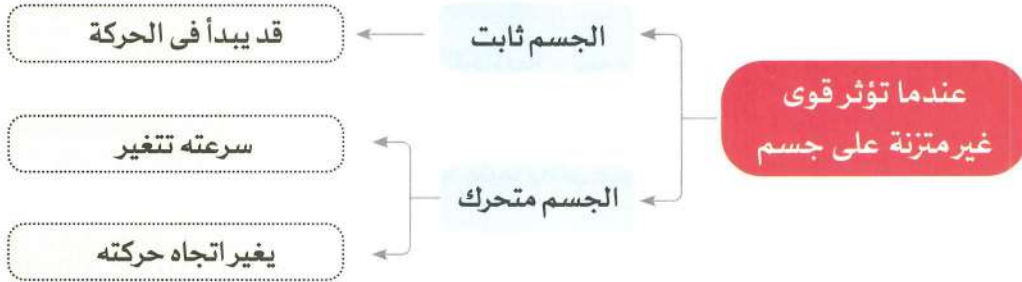 عندما تؤثر قوى
غير متزنة على جسم
الجسم ثابت
قد يبدأ فى الحركة
الجسم متحرك
سرعته تتغير
يغير اتجاه حركته